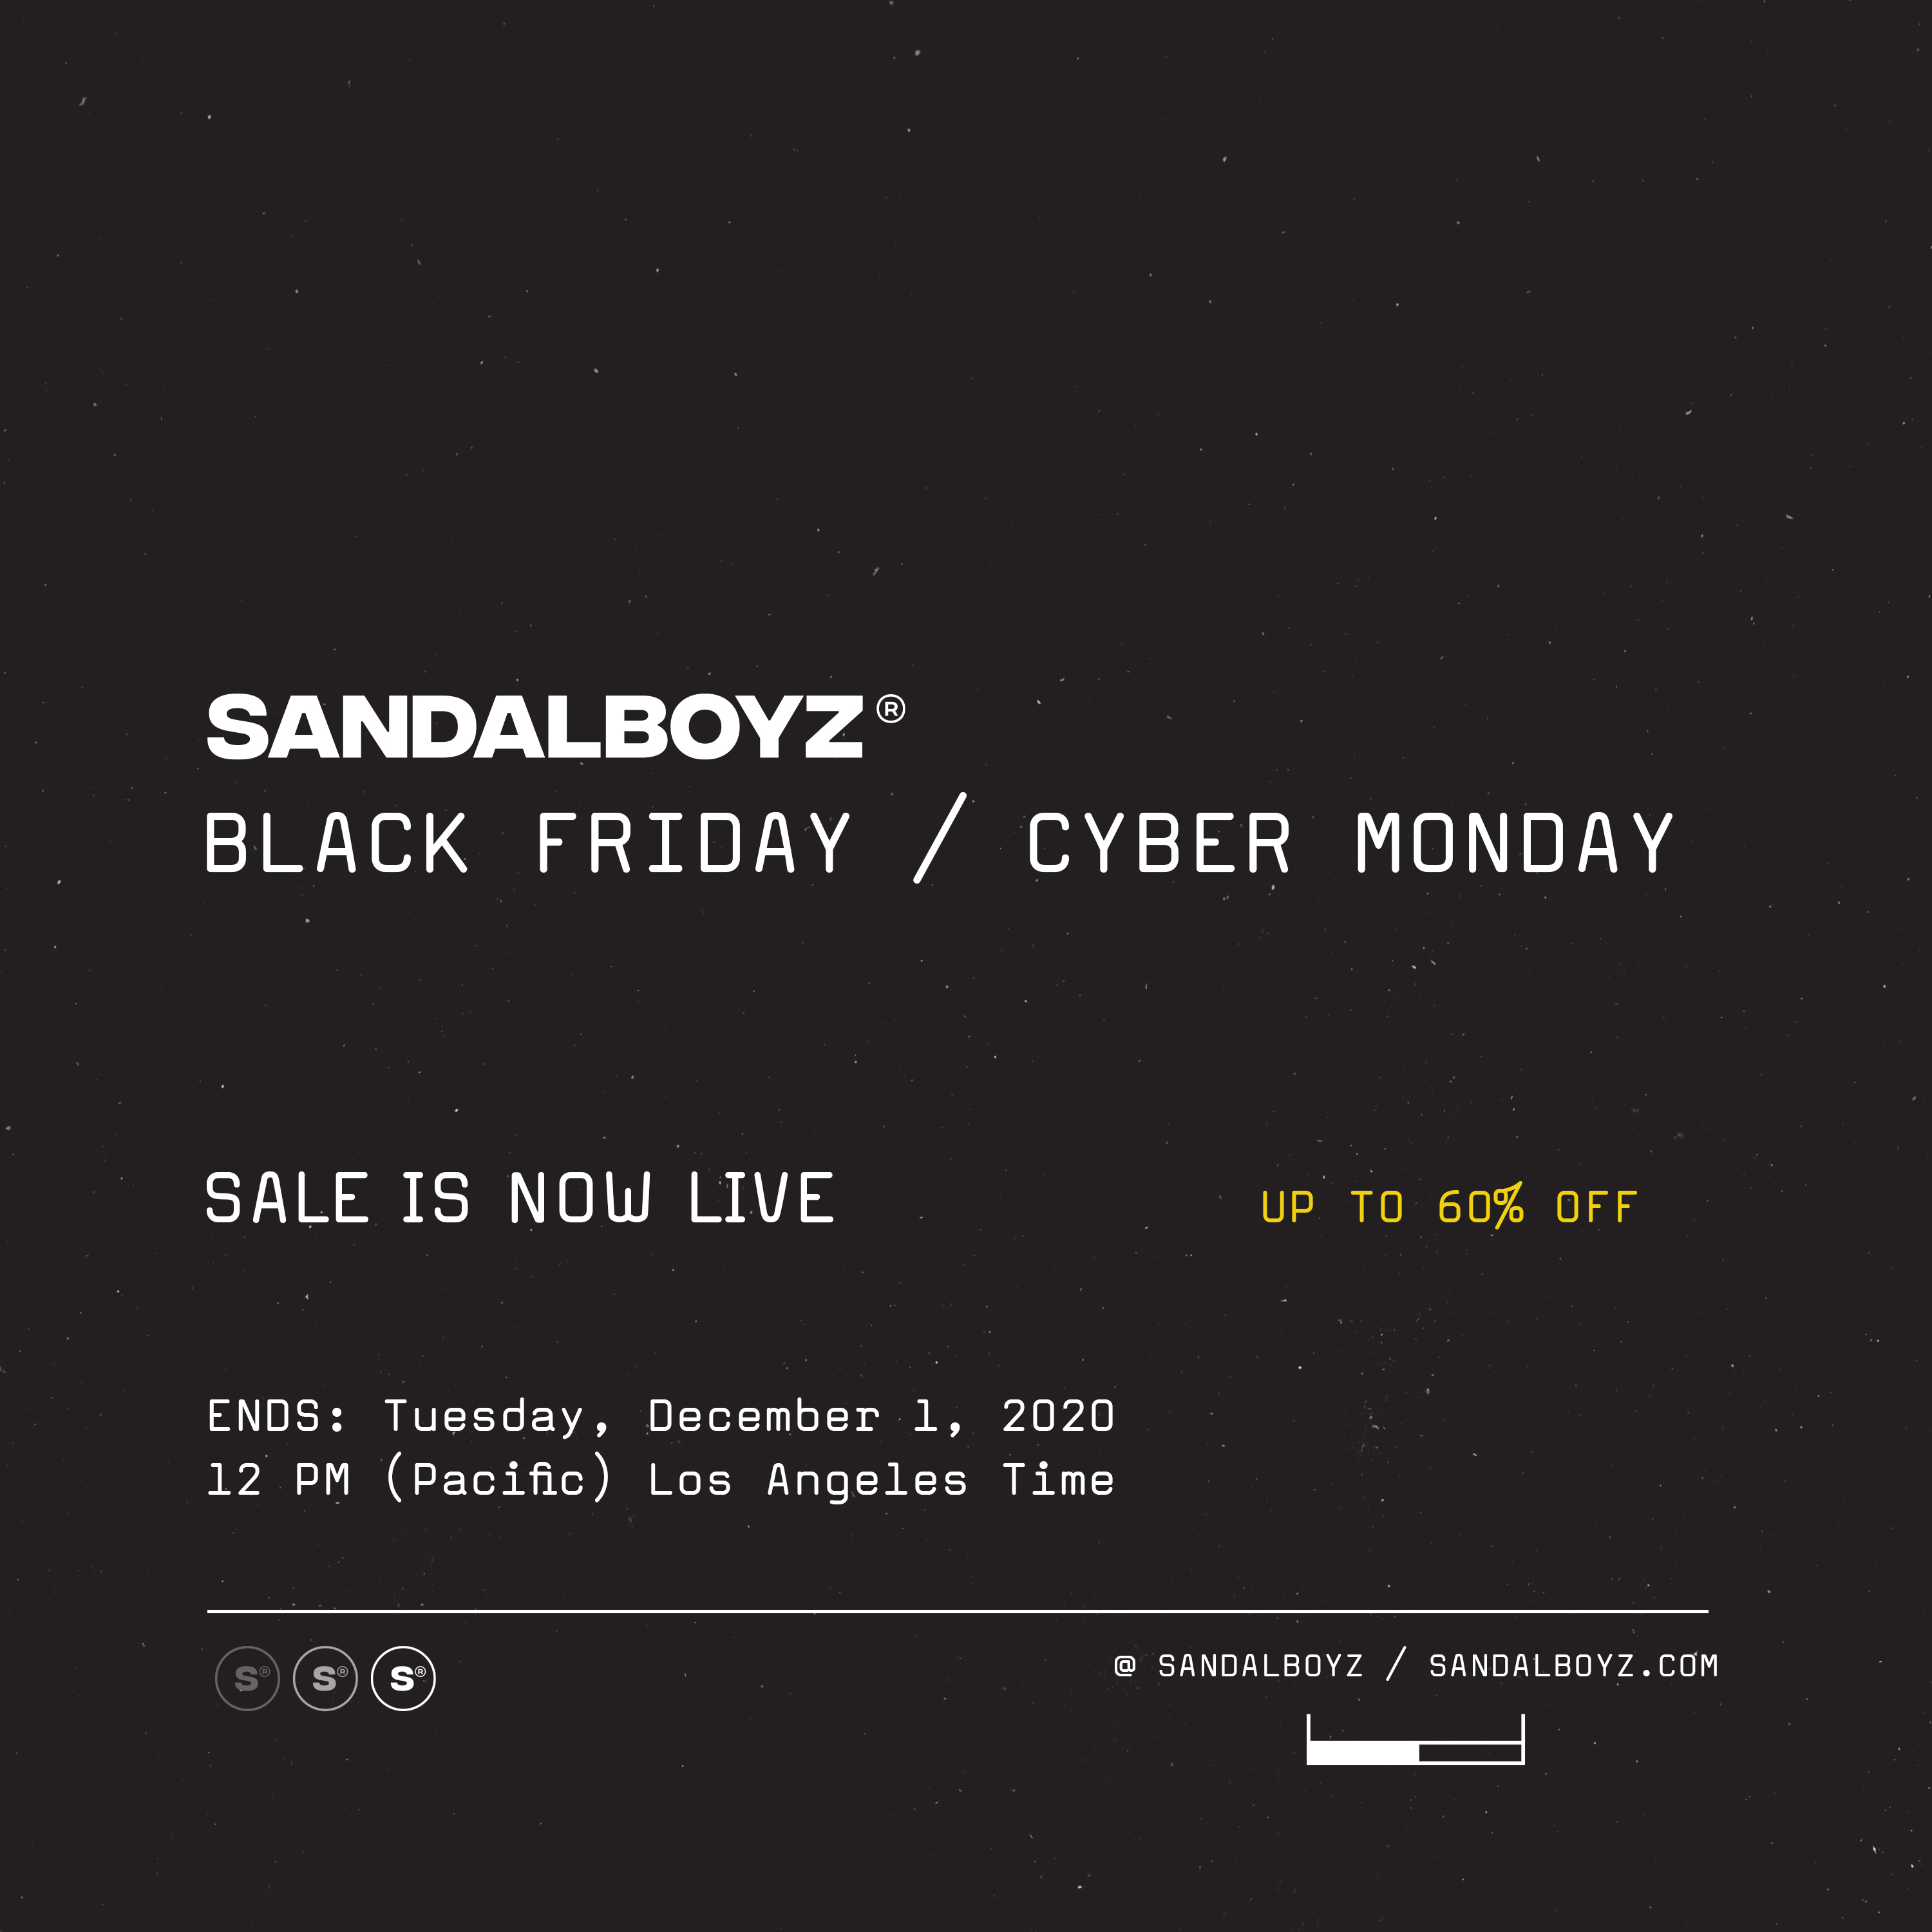 SANDALBOYZ®
BLACK FRIDAY / CYBER MONDAY
SALE IS NOW LIVE
UP TO 60% OFF
ENDS: Tuesday, December 1, 2020
12 PM (Pacific) Los Angeles Time
S® S® S®
@ SANDALBOYZ / SANDALBOYZ.COM